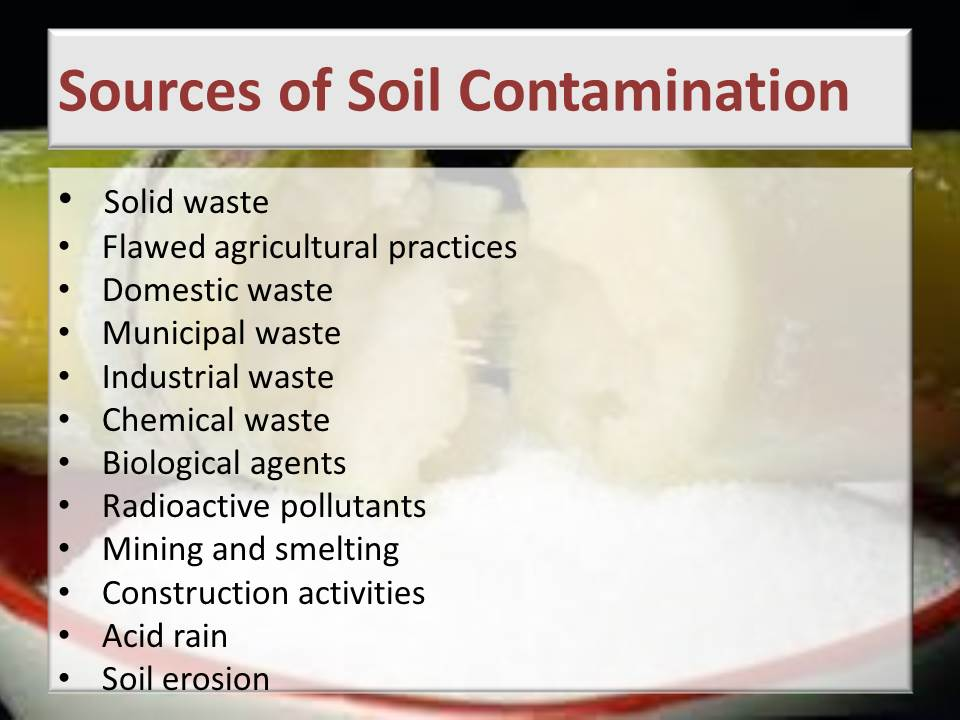 Sources of Soil Contamination
• Solid waste
• Flawed agricultural practices
• Domestic waste
• Municipal waste
• Industrial waste
• Chemical waste
• Biological agents
• Radioactive pollutants
• Mining and smelting
• Construction activities
• Acid rain
• Soil erosion